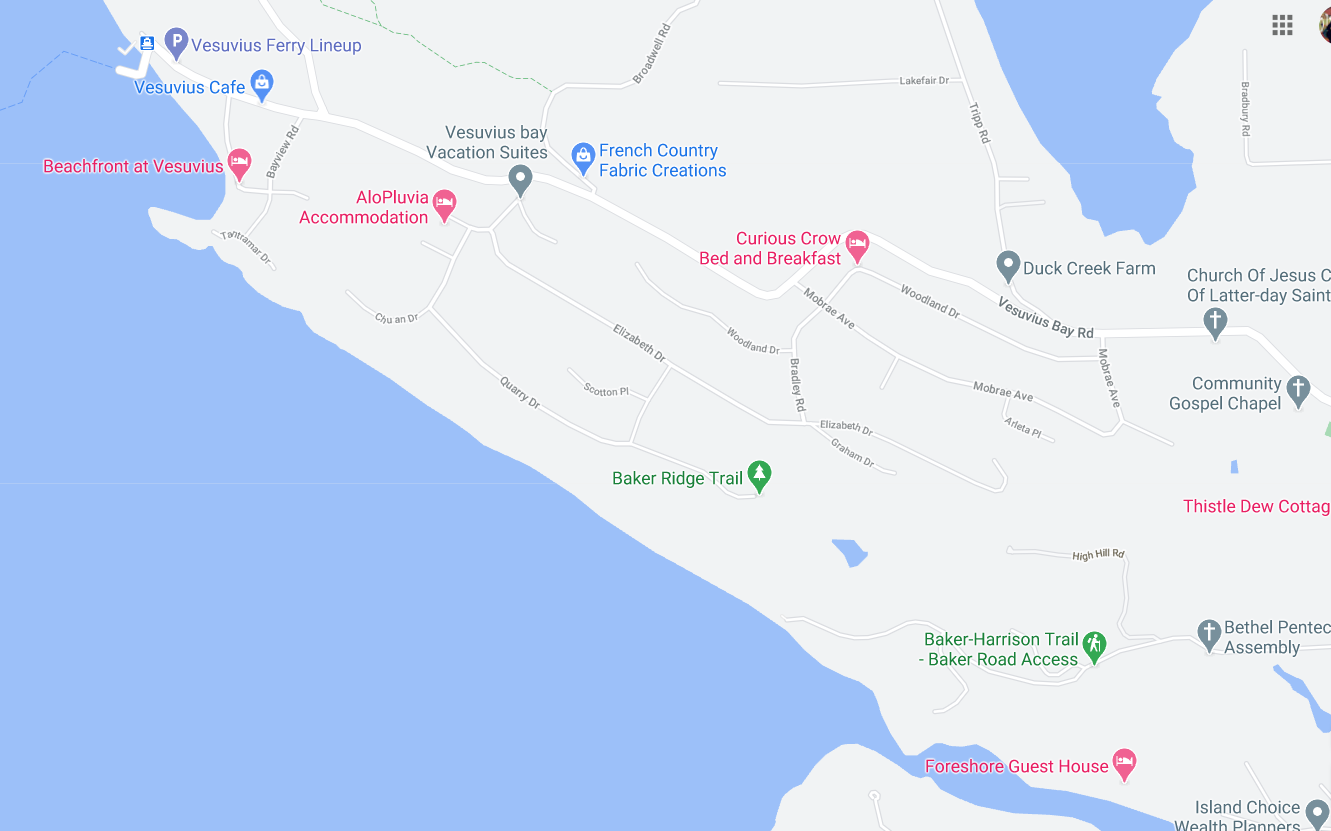 Vesuvius Ferry Lineup
Vesuvius Cafe
Broadwell Rd
Lakefair Dr
Bradbury Rd
Tripp Rd
Bayview Rd
Vesuvius bay
Vacation Suites
French Country
Fabric Creations
Beachfront at Vesuvius
AloPluvia
Accommodation
Tantramar Dr
Curious Crow
Bed and Breakfast
Duck Creek Farm
Church Of Jesus C
Of Latter-day Saint
Chu an Dr
Mobrae Ave
Woodland Dr
Vesuvius Bay Rd
Elizabeth Dr
Woodland Dr
Bradley Rd
Mobrae Ave
Quarry Dr
Scotton Pl
Mobrae Ave
Community
Gospel Chapel
Arleta Pl
Elizabeth Dr
Graham Dr
Baker Ridge Trail
Thistle Dew Cottag
High Hill Rd
Baker-Harrison Trail
- Baker Road Access
Bethel Pentec
Assembly
Foreshore Guest House
Island Choice
Wealth Planners
P